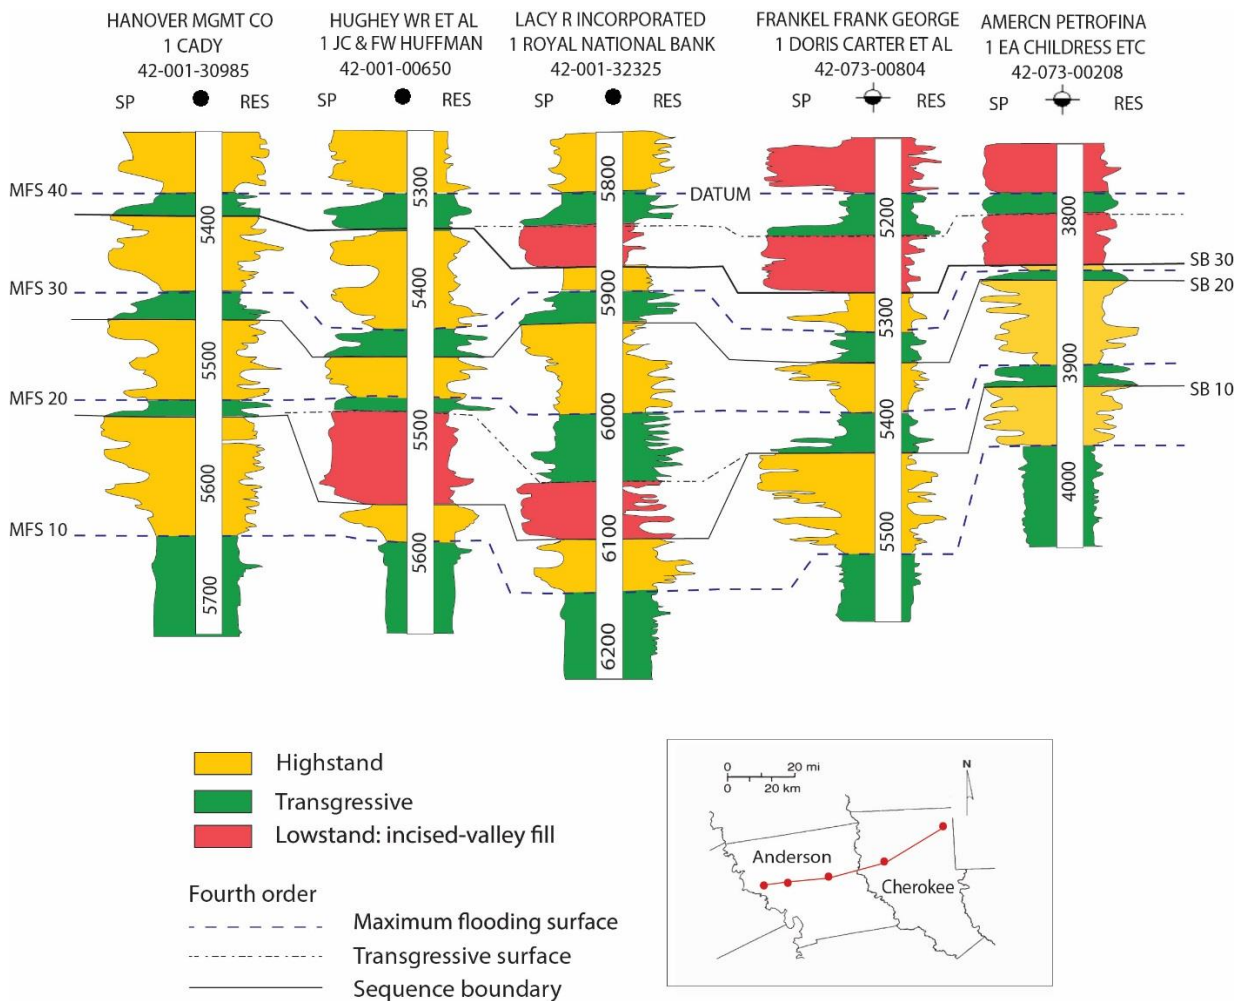 HANOVER MGMT CO
1 CADY
42-001-30985
SP RES
HUGHEY WR ET AL
1 JC & FW HUFFMAN
42-001-00650
SP RES
LACY R INCORPORATED
1 ROYAL NATIONAL BANK
42-001-32325
FRANKEL FRANK GEORGE
1 DORIS CARTER ET AL
42-073-00804
SP RES
AMERCN PETROFINA
1 EA CHILDRESS ETC
42-073-00208
SP RES
MFS 40
MFS 30
MFS 20
MFS 10
5400
5500
5600
5700
5300
5400
5500
5600
5800
5900
6000
6100
6200
DATUM
5200
5300
5400
5500
3800
3900
4000
SB 30
SB 20
SB 10
Highstand
Transgressive
Lowstand: incised-valley fill
Fourth order
Maximum flooding surface
Transgressive surface
Sequence boundary
0 20 mi
0 20 km
N
Anderson
Cherokee